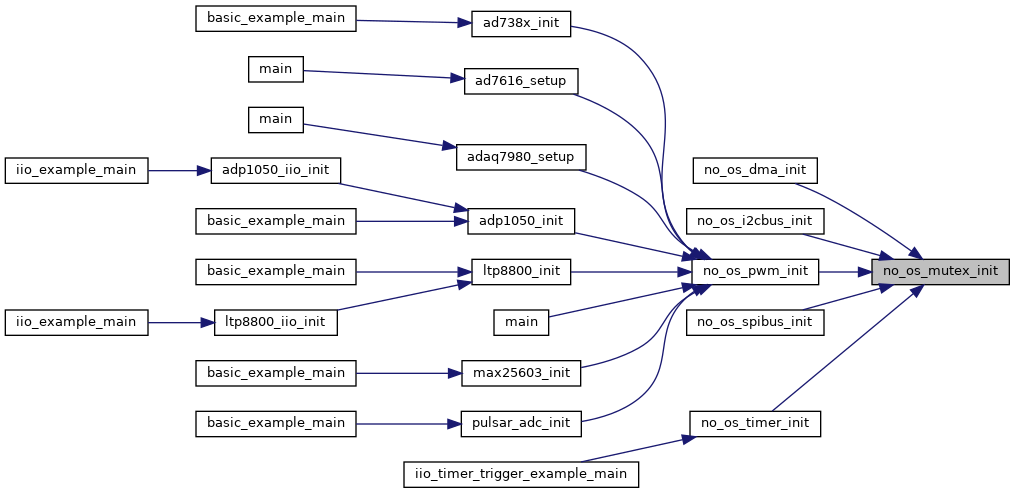 basic_example_main
ad738x_init
main
ad7616_setup
main
adaq7980_setup
iio_example_main
adp1050_iio_init
no_os_dma_init
basic_example_main
adp1050_init
no_os_i2cbus_init
basic_example_main
ltp8800_init
no_os_pwm_init
no_os_mutex_init
iio_example_main
ltp8800_iio_init
main
no_os_spibus_init
basic_example_main
max25603_init
basic_example_main
pulsar_adc_init
no_os_timer_init
iio_timer_trigger_example_main